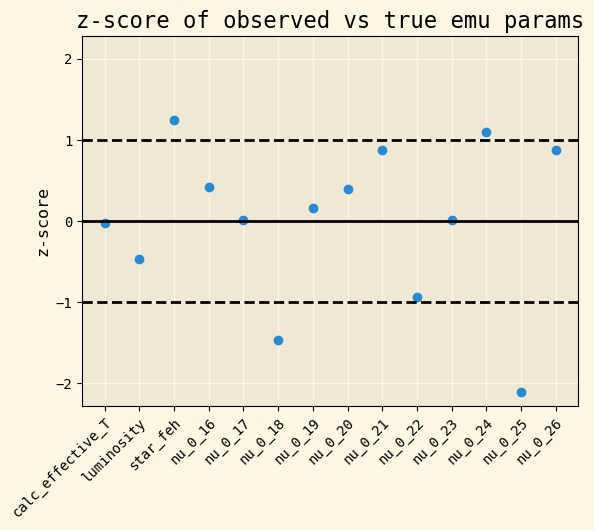 z-score of observed vs true emu params
z-score
2
1
0
−1
−2
calc_effective_T
luminosity
star_feh
nu_0_16
nu_0_17
nu_0_18
nu_0_19
nu_0_20
nu_0_21
nu_0_22
nu_0_23
nu_0_24
nu_0_25
nu_0_26